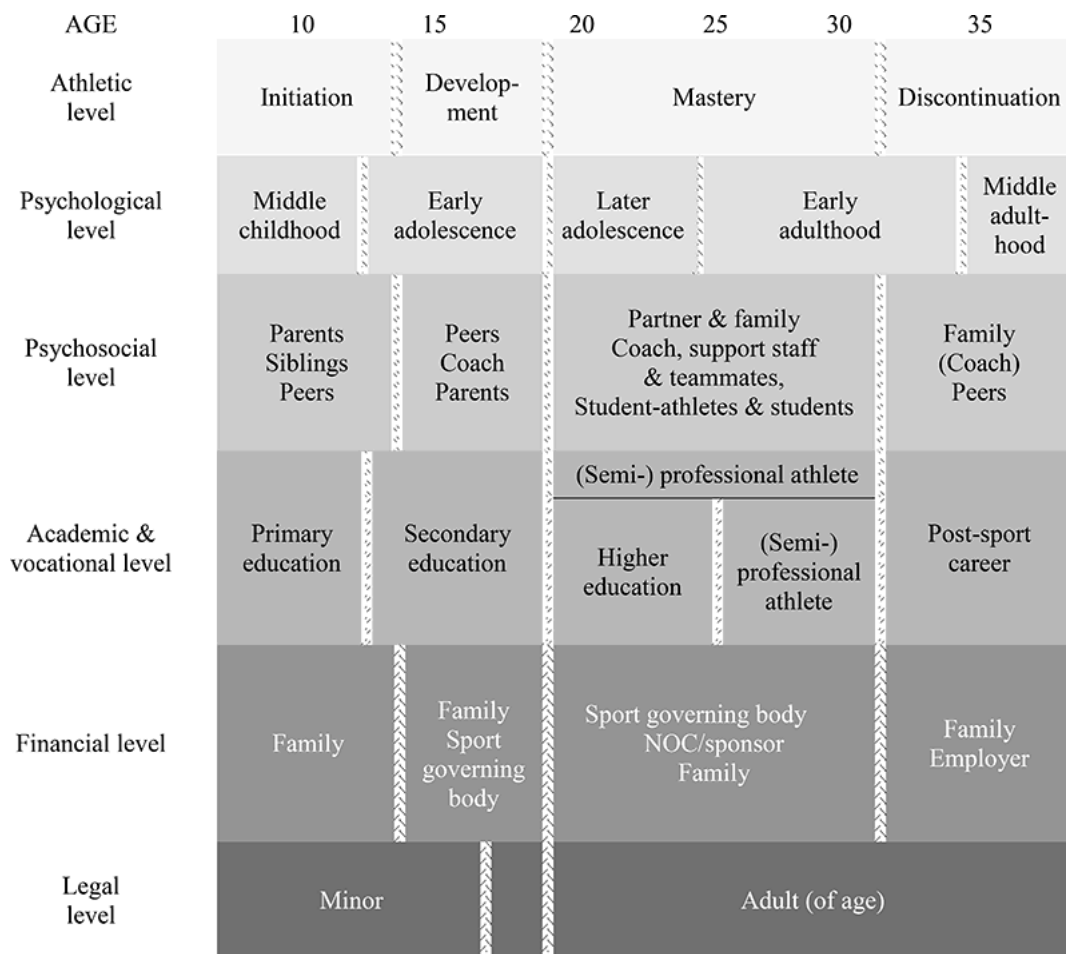 AGE 10 15 20 25 30 35
Athletic
level
Initiation
Develop-
ment
Mastery
Discontinuation
Psychological
level
Middle
childhood
Early
adolescence
Later
adolescence
Early
adulthood
Middle
adult-
hood
Psychosocial
level
Parents
Siblings
Peers
Peers
Coach
Parents
Partner & family
Coach, support staff
& teammates,
Student-athletes & students
Family
(Coach)
Peers
Academic &
vocational level
Primary
education
Secondary
education
(Semi-) professional athlete
Higher
education
(Semi-)
professional
athlete
Post-sport
career
Financial level
Family
Family
Sport
governing
body
Sport governing body
NOC/sponsor
Family
Family
Employer
Legal
level
Minor
Adult (of age)